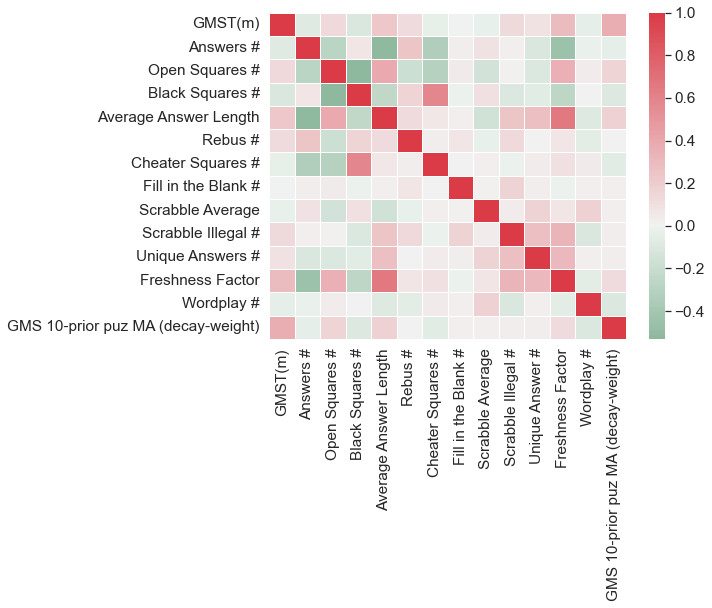 GMST(m)
Answers #
Open Squares #
Black Squares #
Average Answer Length
Rebus #
Cheater Squares #
Fill in the Blank #
Scrabble Average
Scrabble Illegal #
Unique Answers #
Freshness Factor
Wordplay #
GMS 10-prior puz MA (decay-weight)
GMST(m)
Answers #
Open Squares #
Black Squares #
Average Answer Length
Rebus #
Cheater Squares #
Fill in the Blank #
Scrabble Average
Scrabble Illegal #
Unique Answer #
Freshness Factor
Wordplay #
GMS 10-prior puz MA (decay-weight)
1.0
0.8
0.6
0.4
0.2
0.0
−0.2
−0.4